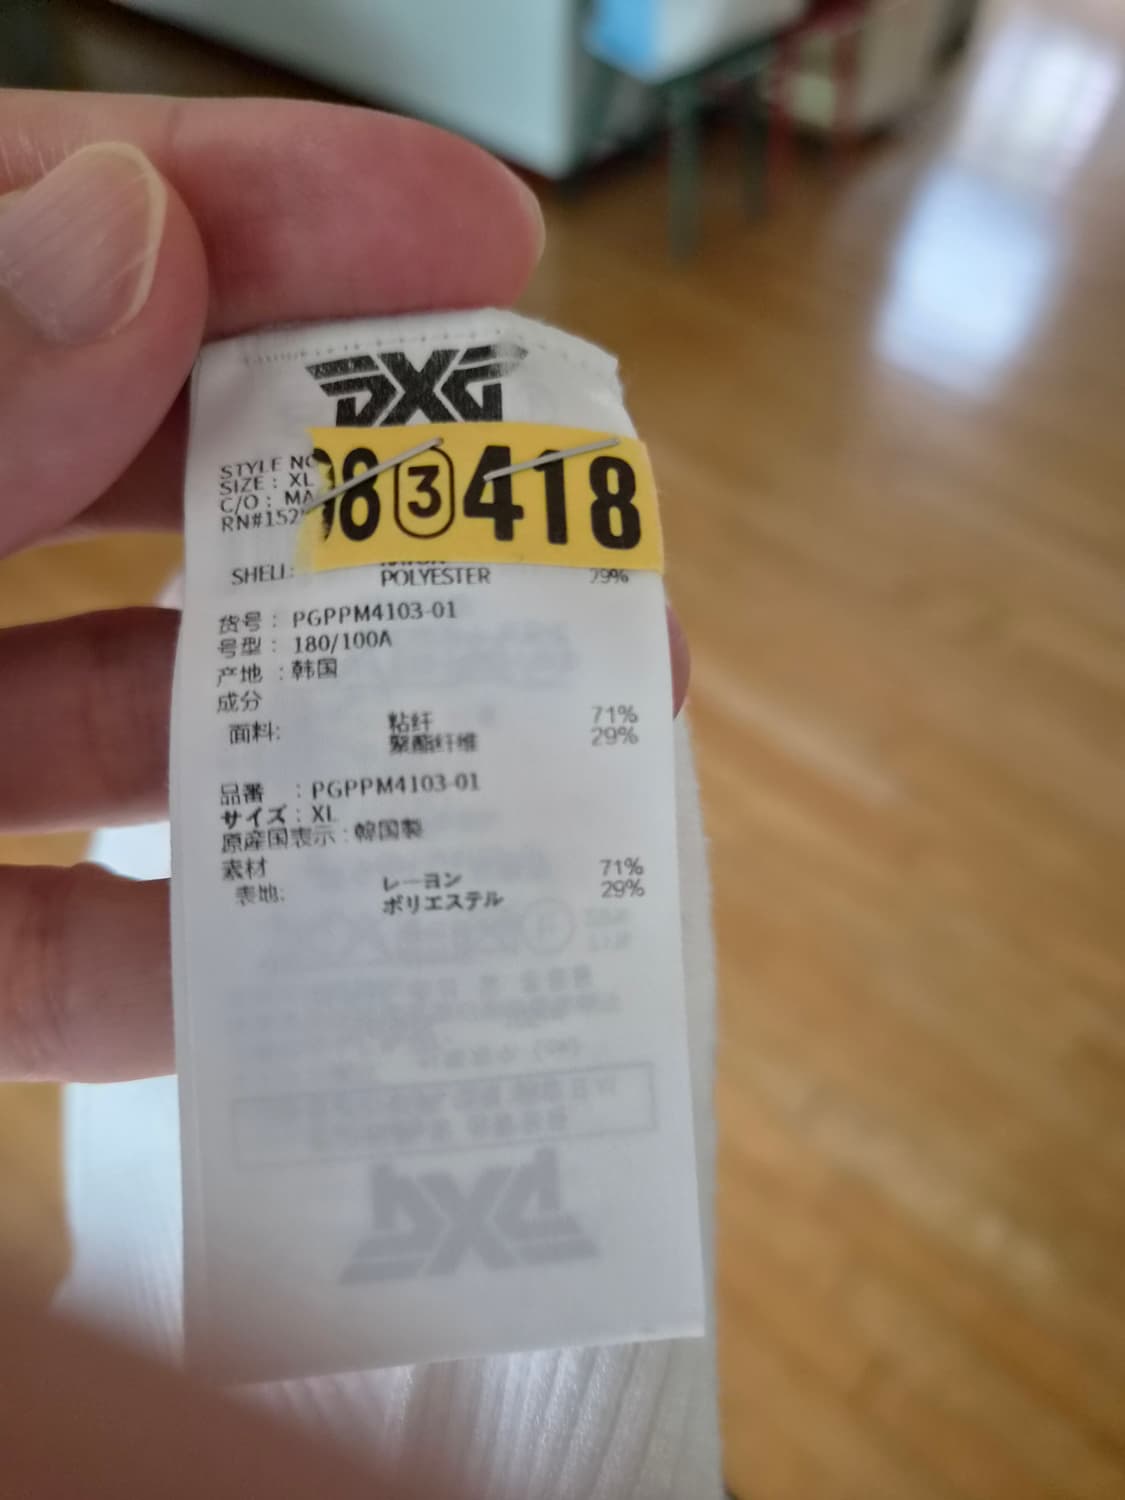 PXG
STYLE NO
SIZE : XL
C/O : MA
RN#152
8 3 418
SHELL:
POLYESTER 29%
货号 : PGPPM4103-01
号型 : 180/100A
产地 : 韩国
成分
面料: 粘纤 71%
聚酯纤维 29%
品番 : PGPPM4103-01
サイズ : XL
原産国表示 : 韓国製
素材
表地: レーヨン 71%
ポリエステル 29%